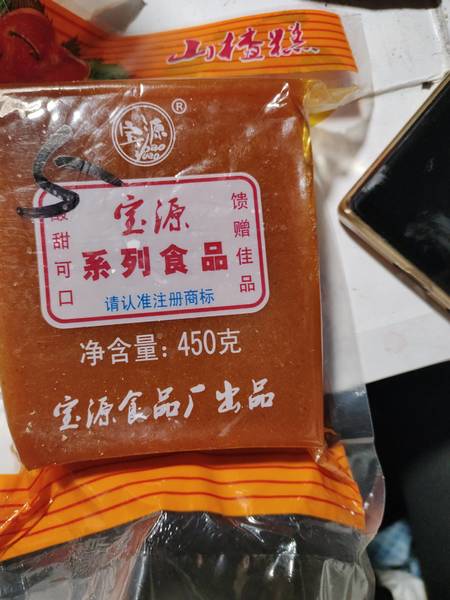 山楂糕
宝源
®
Bao
Yuan
酸甜可口
宝源
系列食品
馈赠佳品
请认准注册商标
净含量：450克
宝源食品厂出品